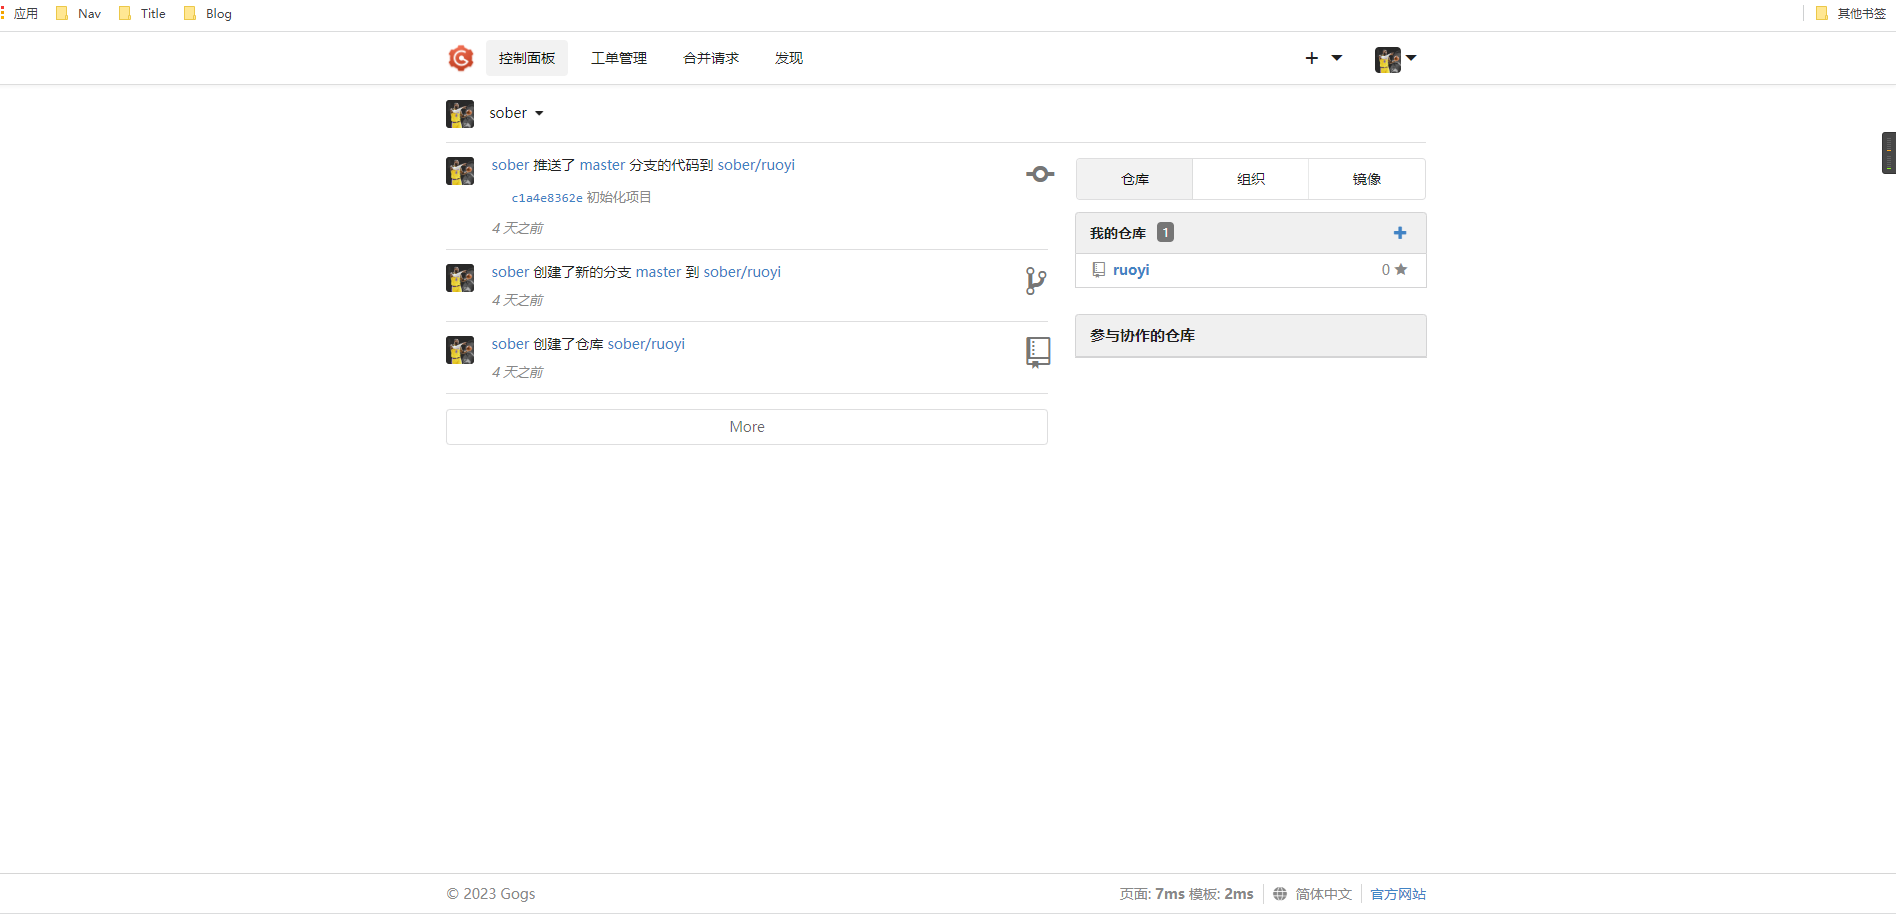 应用 Nav Title Blog 其他书签
控制面板 工单管理 合并请求 发现
sober
sober 推送了 master 分支的代码到 sober/ruoyi
c1a4e8362e 初始化项目
4 天之前
sober 创建了新的分支 master 到 sober/ruoyi
4 天之前
sober 创建了仓库 sober/ruoyi
4 天之前
More
仓库 组织 镜像
我的仓库 1
ruoyi 0
参与协作的仓库
© 2023 Gogs
页面: 7ms 模板: 2ms 简体中文 官方网站